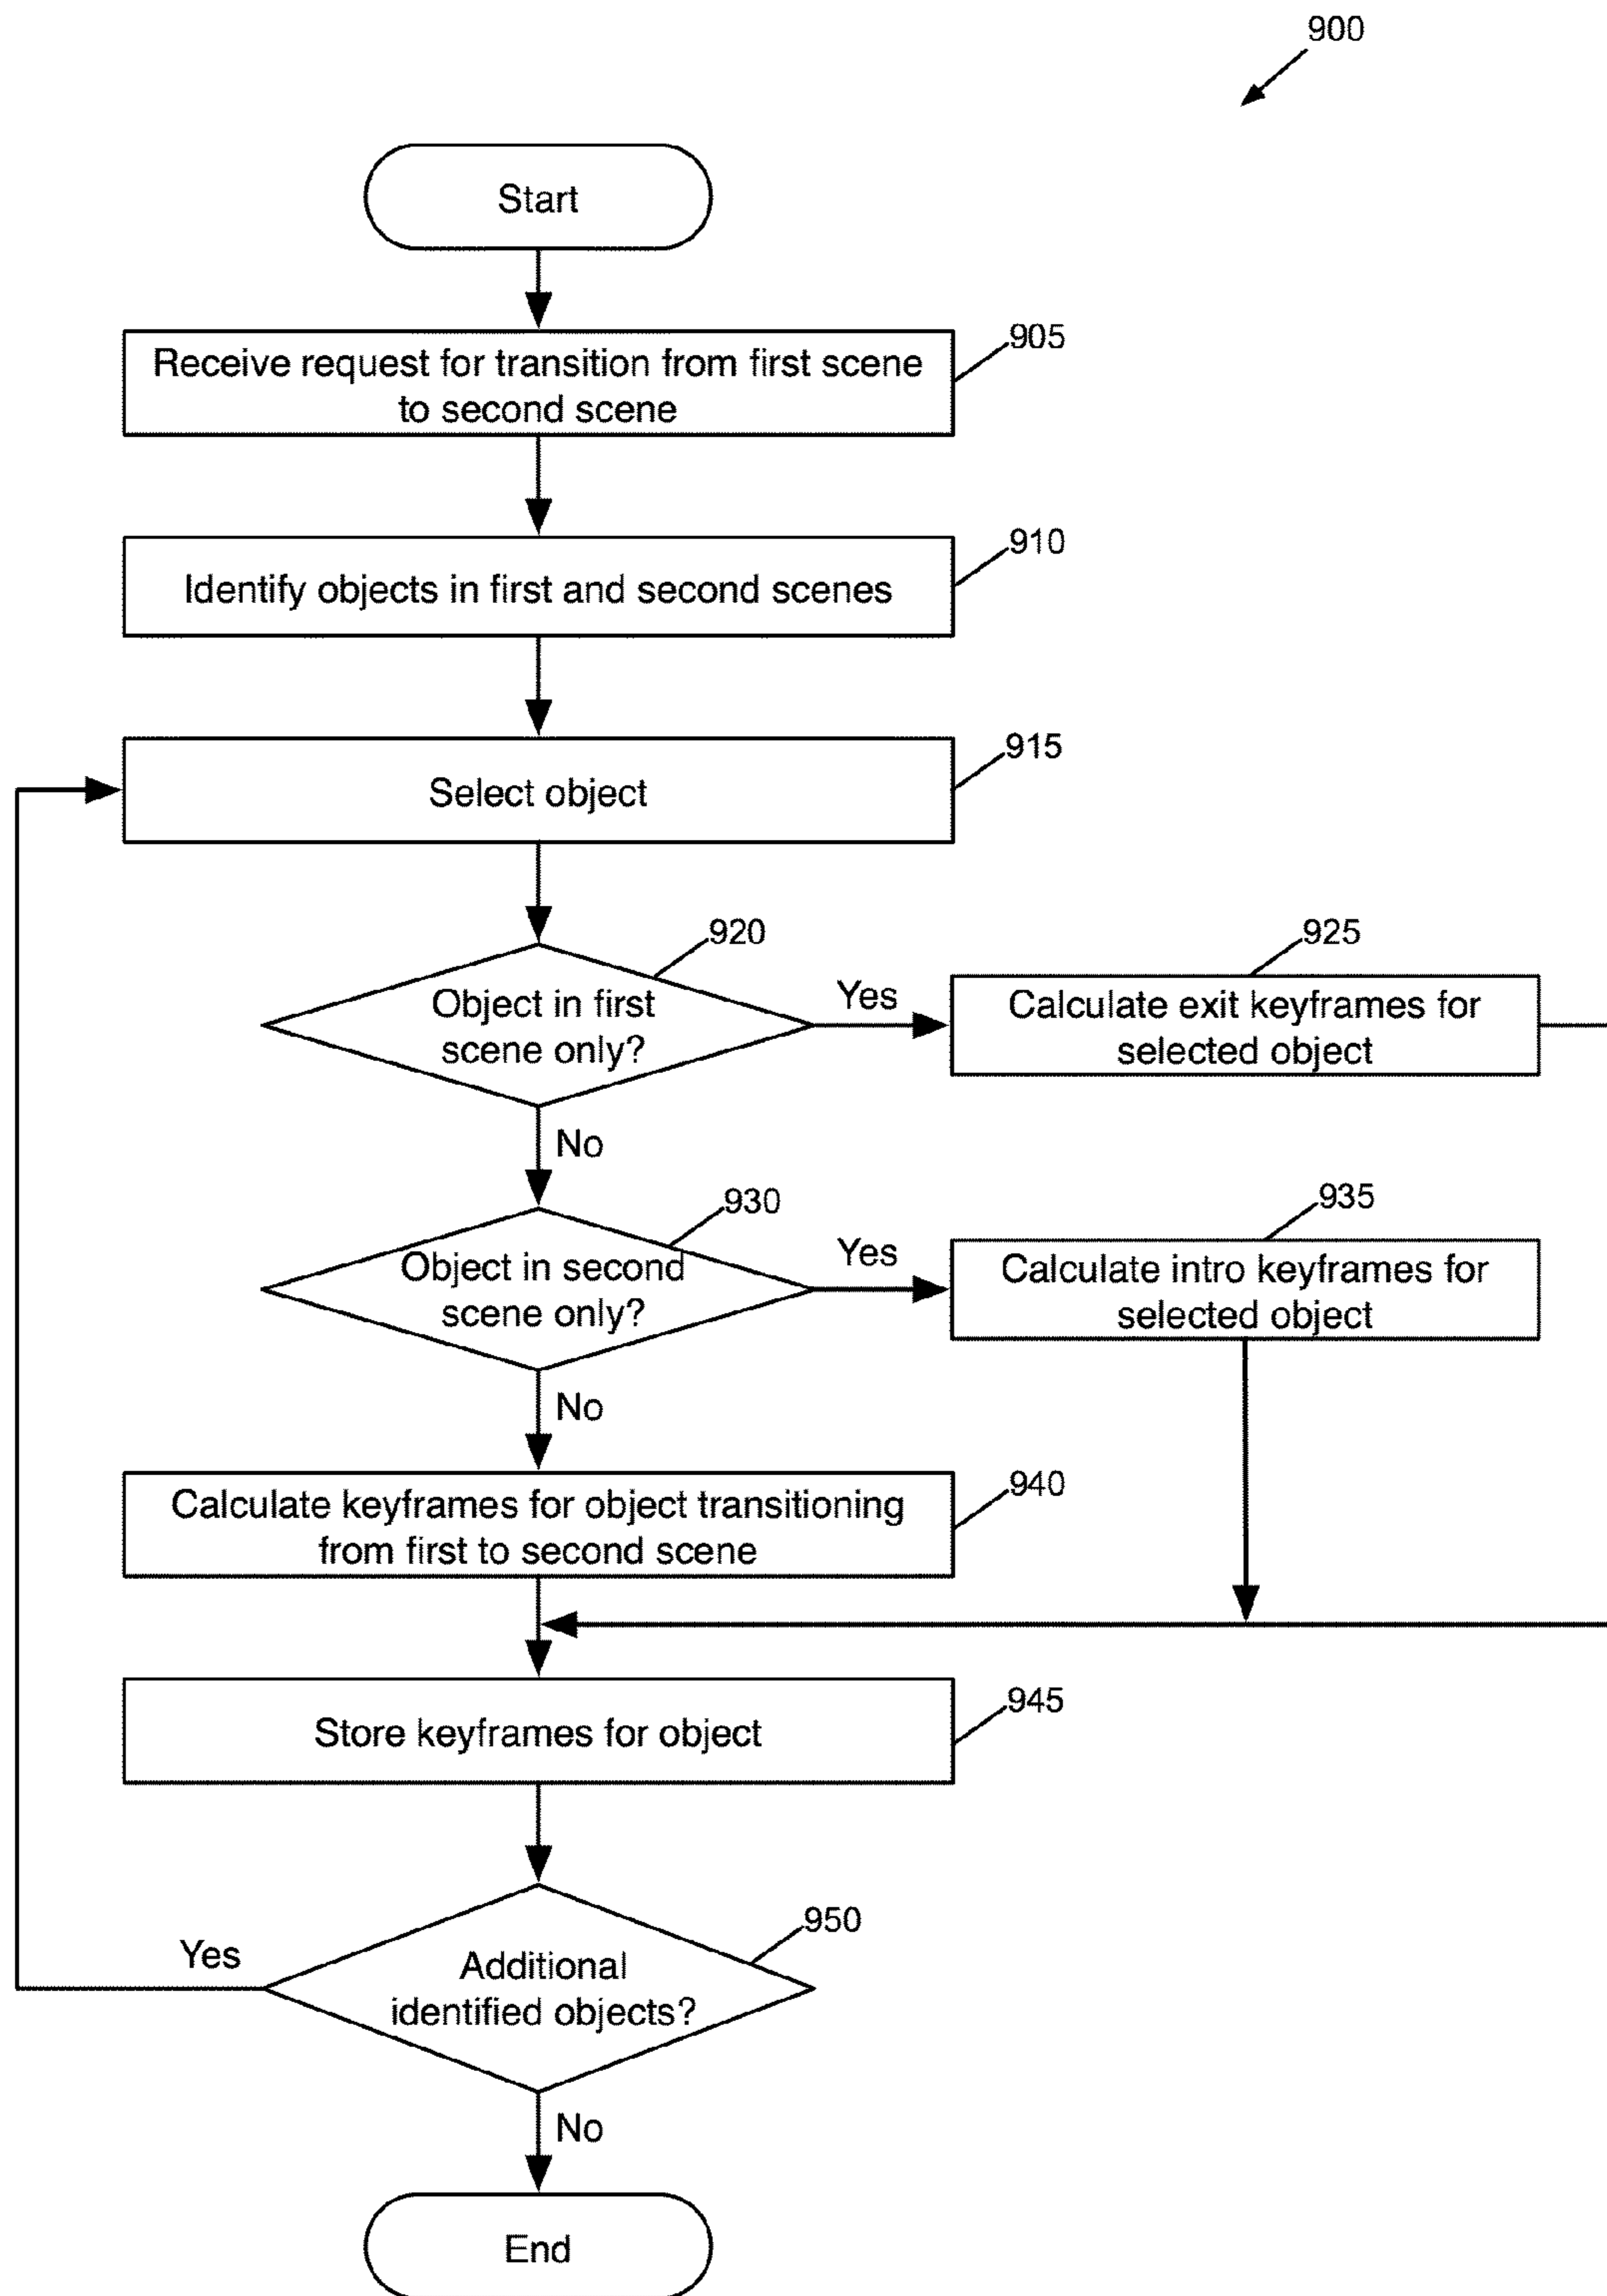 900
Start
Receive request for transition from first scene
to second scene
905
Identify objects in first and second scenes
910
Select object
915
920
Object in first
scene only?
Yes
925
Calculate exit keyframes for
selected object
No
930
Object in second
scene only?
Yes
935
Calculate intro keyframes for
selected object
No
Calculate keyframes for object transitioning
from first to second scene
940
Store keyframes for object
945
950
Yes
Additional
identified objects?
No
End